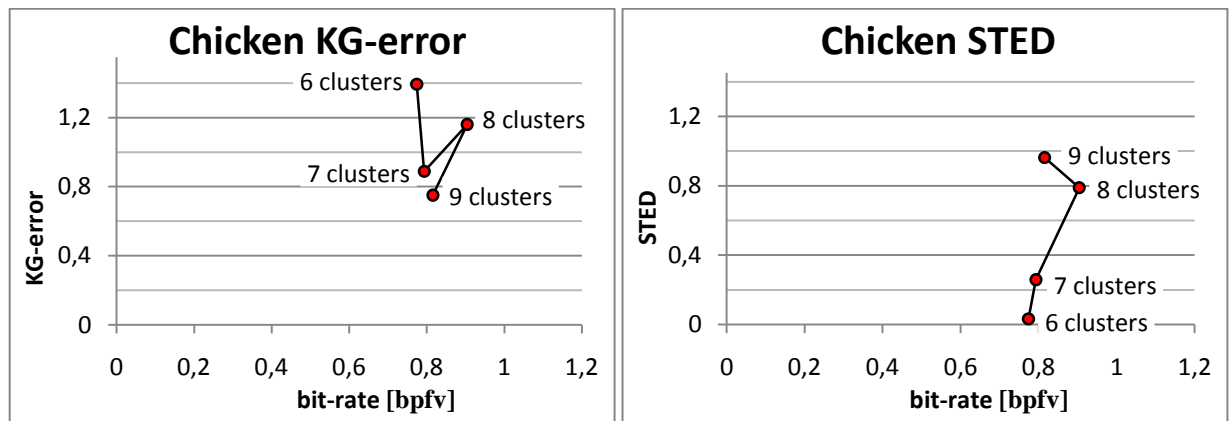 Chicken KG-error
6 clusters
8 clusters
7 clusters
9 clusters
1,2
0,8
0,4
0
KG-error
0
0,2
0,4
0,6
0,8
1
1,2
bit-rate [bpfv]
Chicken STED
9 clusters
8 clusters
7 clusters
6 clusters
1,2
0,8
0,4
0
STED
0
0,2
0,4
0,6
0,8
1
1,2
bit-rate [bpfv]